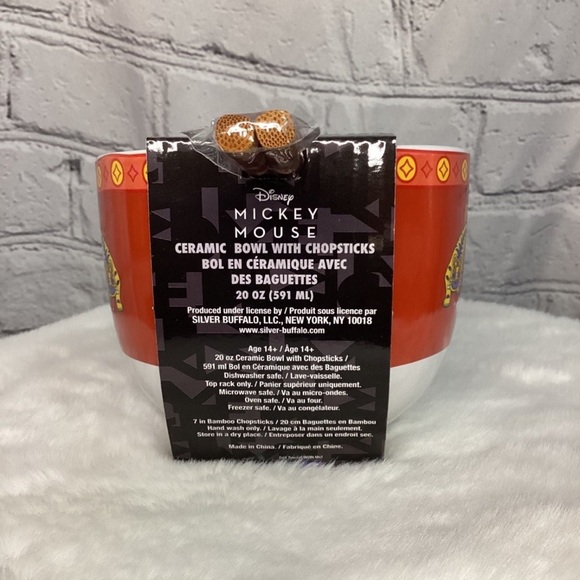 Disney
MICKEY
MOUSE
CERAMIC BOWL WITH CHOPSTICKS
BOL EN CÉRAMIQUE AVEC
DES BAGUETTES
20 OZ (591 ML)
Produced under license by / Produit sous licence par
SILVER BUFFALO, LLC., NEW YORK, NY 10018
www.silver-buffalo.com
Age 14+ / Âge 14+
20 oz Ceramic Bowl with Chopsticks /
591 ml Bol en Céramique avec des Baguettes
Dishwasher safe. / Lave-vaisselle.
Top rack only. / Panier supérieur uniquement.
Microwave safe. / Va au micro-ondes.
Oven safe. / Va au four.
Freezer safe. / Va au congélateur.
7 in Bamboo Chopsticks / 20 cm Baguettes en Bambou
Hand wash only. / Lavage à la main seulement.
Store in a dry place. / Entreposer dans un endroit sec.
Made in China. / Fabriqué en Chine.